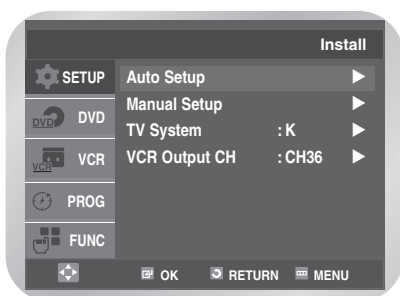 Install
SETUP
DVD
DVD
VCR
VCR
PROG
FUNC
Auto Setup
Manual Setup
TV System : K
VCR Output CH : CH36
OK RETURN MENU